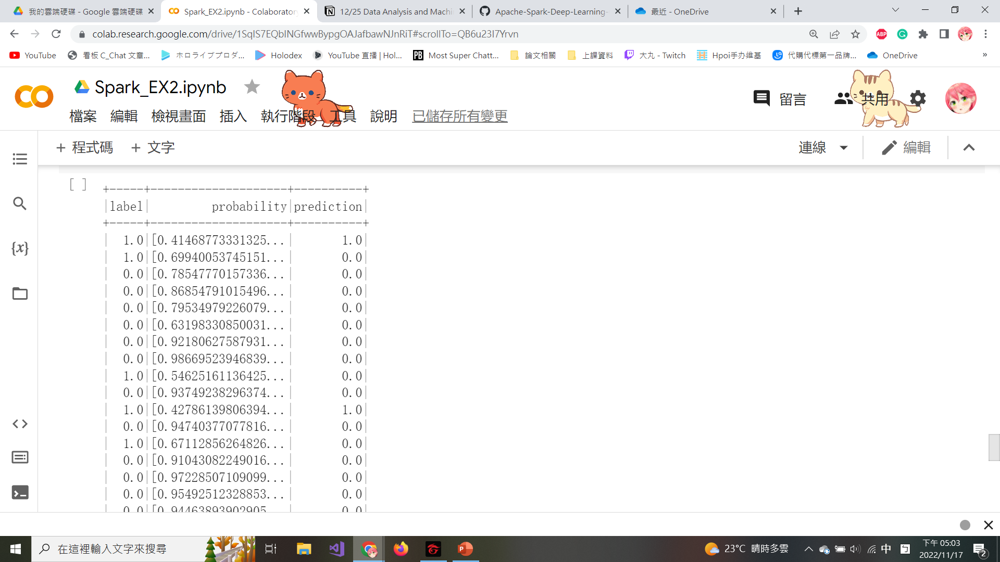 我的雲端硬碟 - Google 雲端硬碟
Spark_EX2.ipynb - Colaboratory
12/25 Data Analysis and Machi
Apache-Spark-Deep-Learning-
最近 - OneDrive
colab.research.google.com/drive/1SqIS7EQbINGfwwBypgOAJafbawNJnRiT#scrollTo=QB6u23I7Yrvn
ABP
YouTube
看板 C_Chat 文章...
ホロライブプロダ...
Holodex
YouTube 直播 | Hol...
PB Most Super Chatt...
論文相關
上課資料
大丸 - Twitch
Hpoi手办维基
代購代標第一品牌...
OneDrive
»
Spark_EX2.ipynb
留言
共用
檔案 編輯 檢視畫面 插入 執行階段 工具 說明 已儲存所有變更
+ 程式碼 + 文字
連線
編輯
{x}
[ ]
+-----+--------------------+----------+
|label|         probability|prediction|
+-----+--------------------+----------+
|  1.0|[0.41468773331325...|       1.0|
|  1.0|[0.69940053745151...|       0.0|
|  0.0|[0.78547770157336...|       0.0|
|  0.0|[0.86854791015496...|       0.0|
|  0.0|[0.79534979226079...|       0.0|
|  0.0|[0.63198330850031...|       0.0|
|  0.0|[0.92180627587931...|       0.0|
|  0.0|[0.98669523946839...|       0.0|
|  1.0|[0.54625161136425...|       0.0|
|  0.0|[0.93749238296374...|       0.0|
|  1.0|[0.42786139806394...|       1.0|
|  0.0|[0.94740377077816...|       0.0|
|  1.0|[0.67112856264826...|       0.0|
|  0.0|[0.91043082249016...|       0.0|
|  0.0|[0.97228507109099...|       0.0|
|  0.0|[0.95492512328853...|       0.0|
|  0.0|[0.94463893902905...|       0.0|
在這裡輸入文字來搜尋
23°C 晴時多雲
中
下午 05:03
2022/11/17
2